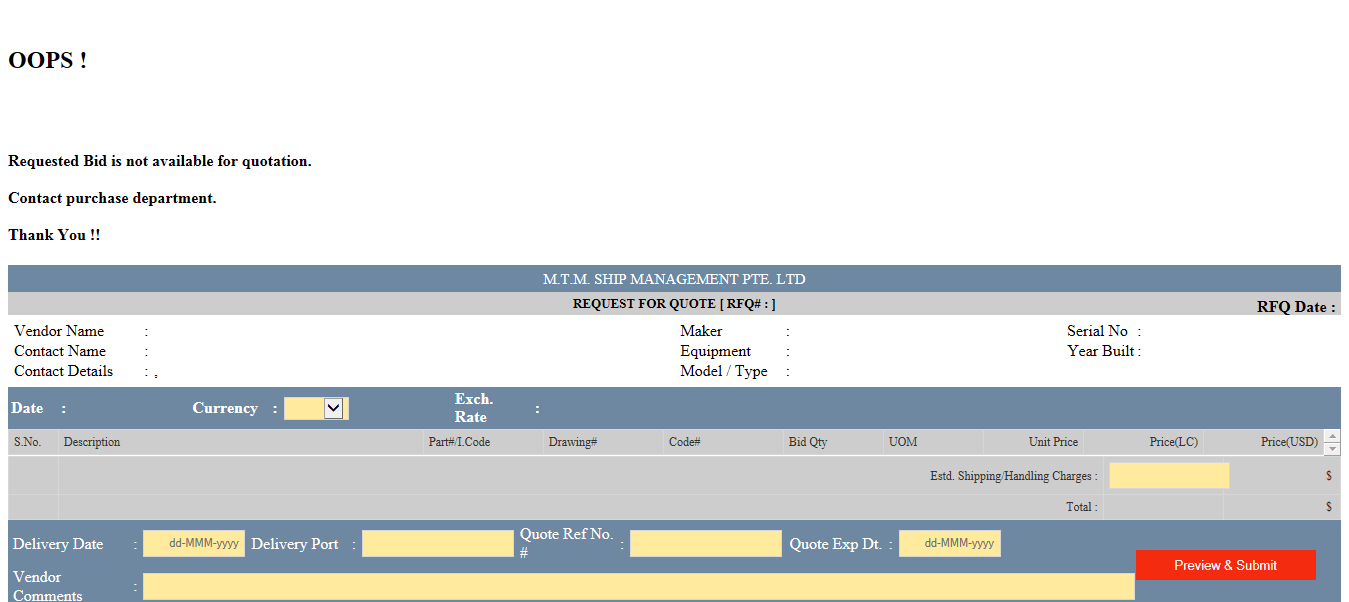 OOPS !
Requested Bid is not available for quotation.
Contact purchase department.
Thank You !!
M.T.M. SHIP MANAGEMENT PTE. LTD
REQUEST FOR QUOTE [ RFQ# : ]
RFQ Date :
Vendor Name : Maker : Serial No :
Contact Name : Equipment : Year Built :
Contact Details : , Model / Type :
Date : Currency : Exch. Rate :
S.No. Description Part#/I.Code Drawing# Code# Bid Qty UOM Unit Price Price(LC) Price(USD)
Estd. Shipping/Handling Charges : $
Total : $
Delivery Date : dd-MMM-yyyy Delivery Port : Quote Ref No. # : Quote Exp Dt. : dd-MMM-yyyy
Preview & Submit
Vendor Comments :